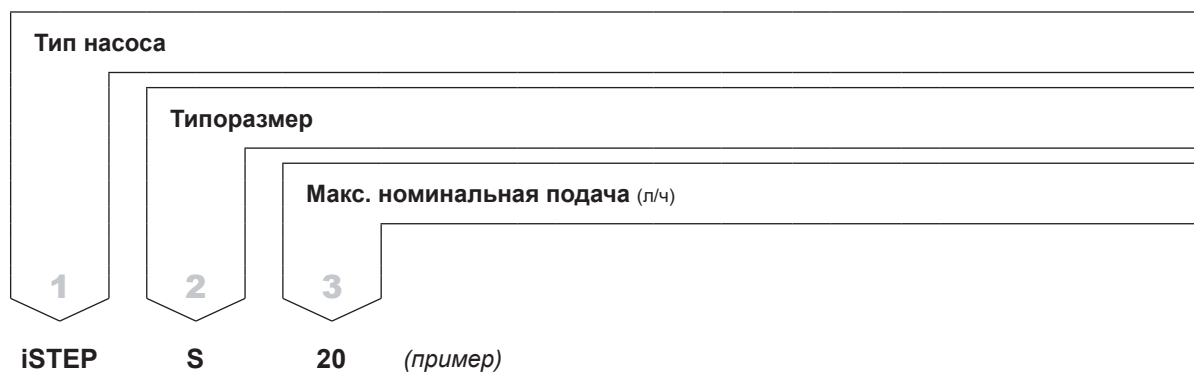 Тип насоса
Типоразмер
Макс. номинальная подача (л/ч)
1 2 3
iSTEP S 20 (пример)